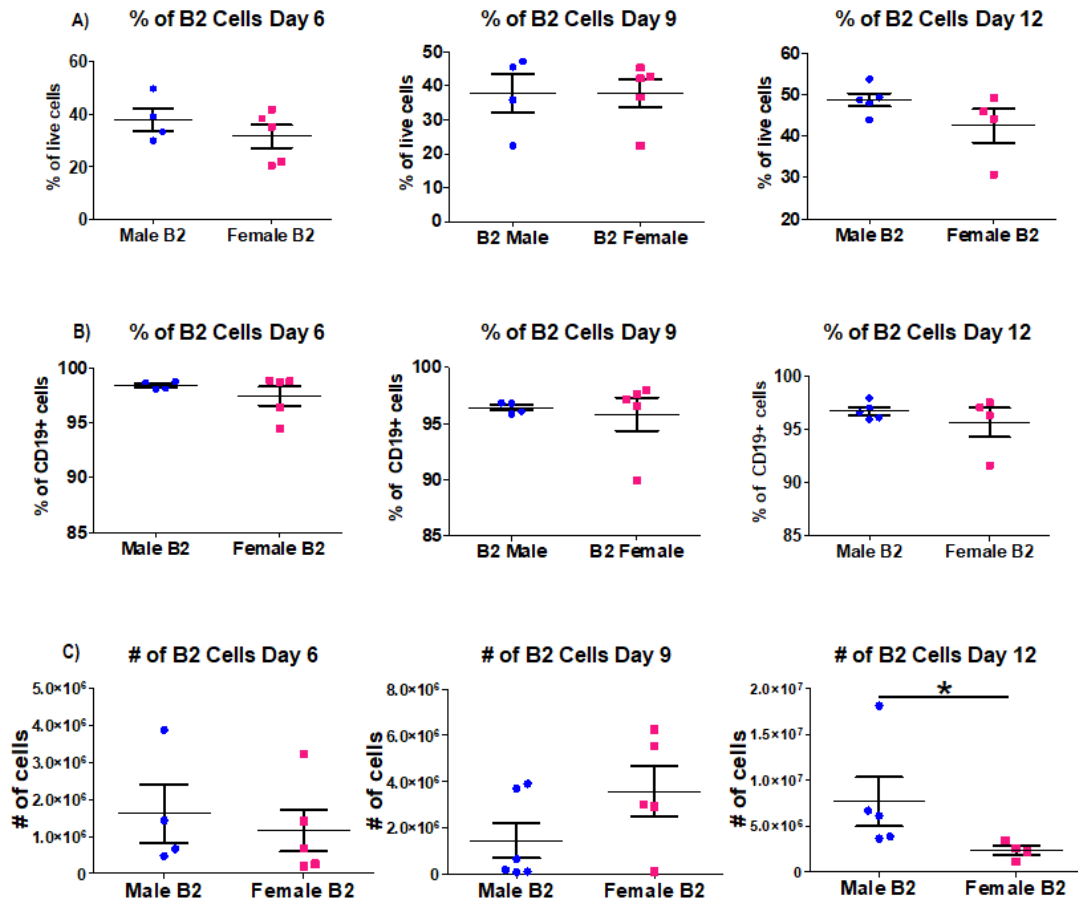 A) % of B2 Cells Day 6 % of B2 Cells Day 9 % of B2 Cells Day 12
% of live cells % of live cells % of live cells
60 50 60
40 40 50
20 30 40
0 20 30
10 20
0
Male B2 Female B2 B2 Male B2 Female Male B2 Female B2
B) % of B2 Cells Day 6 % of B2 Cells Day 9 % of B2 Cells Day 12
% of CD19+ cells % of CD19+ cells % of CD19+ cells
100 100 100
95 95 95
90 90 90
85 85 85
Male B2 Female B2 B2 Male B2 Female Male B2 Female B2
C) # of B2 Cells Day 6 # of B2 Cells Day 9 # of B2 Cells Day 12
# of cells # of cells # of cells
5.0×10⁶ 8.0×10⁶ 2.0×10⁷
4.0×10⁶ 6.0×10⁶ 1.5×10⁷
3.0×10⁶ 4.0×10⁶ 1.0×10⁷
2.0×10⁶ 2.0×10⁶ 5.0×10⁶
1.0×10⁶ 0 0
0
*
Male B2 Female B2 Male B2 Female B2 Male B2 Female B2